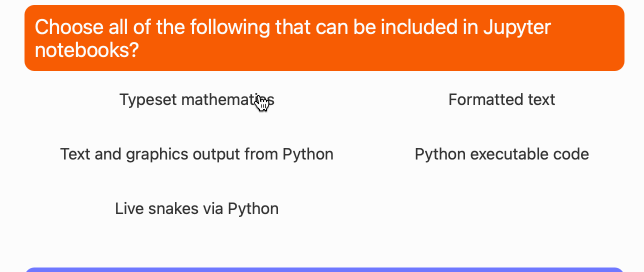 Choose all of the following that can be included in Jupyter
notebooks?
Typeset mathematics
Formatted text
Text and graphics output from Python
Python executable code
Live snakes via Python